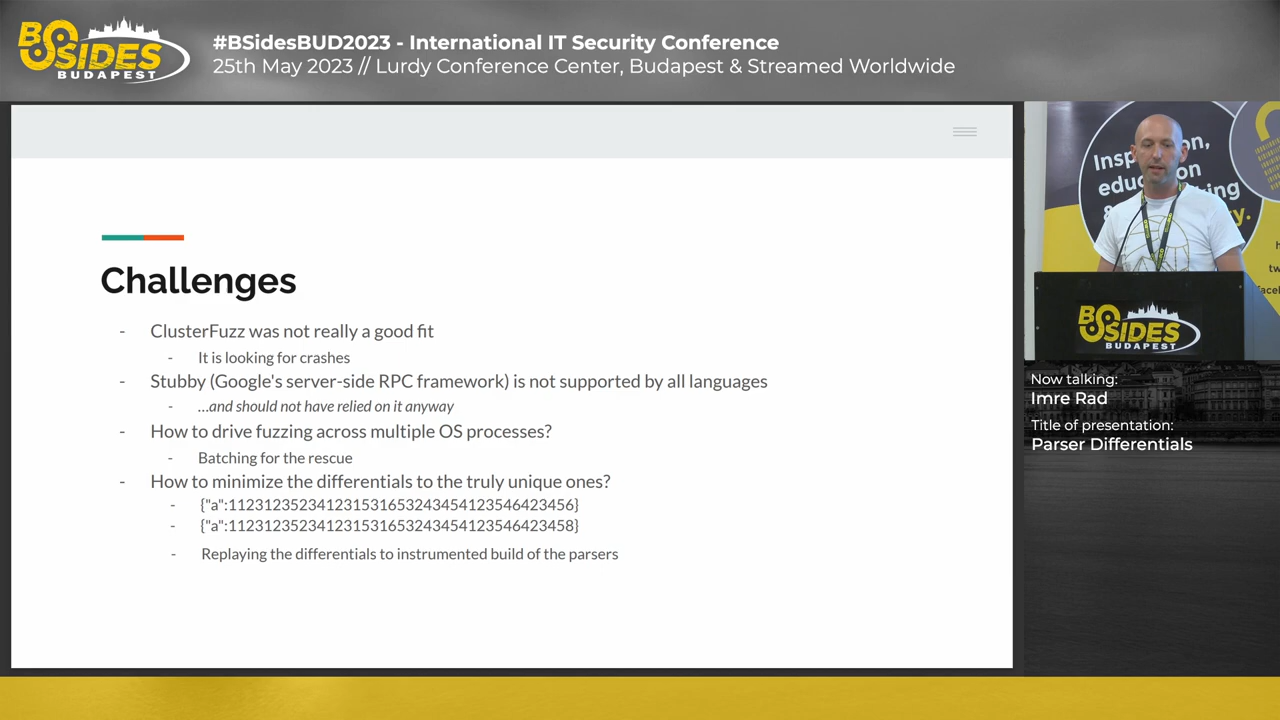 BSIDES
BUDAPEST
#BSidesBUD2023 - International IT Security Conference
25th May 2023 // Lurdy Conference Center, Budapest & Streamed Worldwide
Challenges
- ClusterFuzz was not really a good fit
- It is looking for crashes
- Stubby (Google's server-side RPC framework) is not supported by all languages
- ...and should not have relied on it anyway
- How to drive fuzzing across multiple OS processes?
- Batching for the rescue
- How to minimize the differentials to the truly unique ones?
- {"a":112312352341231531653243454123546423456}
- {"a":112312352341231531653243454123546423458}
- Replaying the differentials to instrumented build of the parsers
BSIDES
BUDAPEST
Now talking:
Imre Rad
Title of presentation:
Parser Differentials